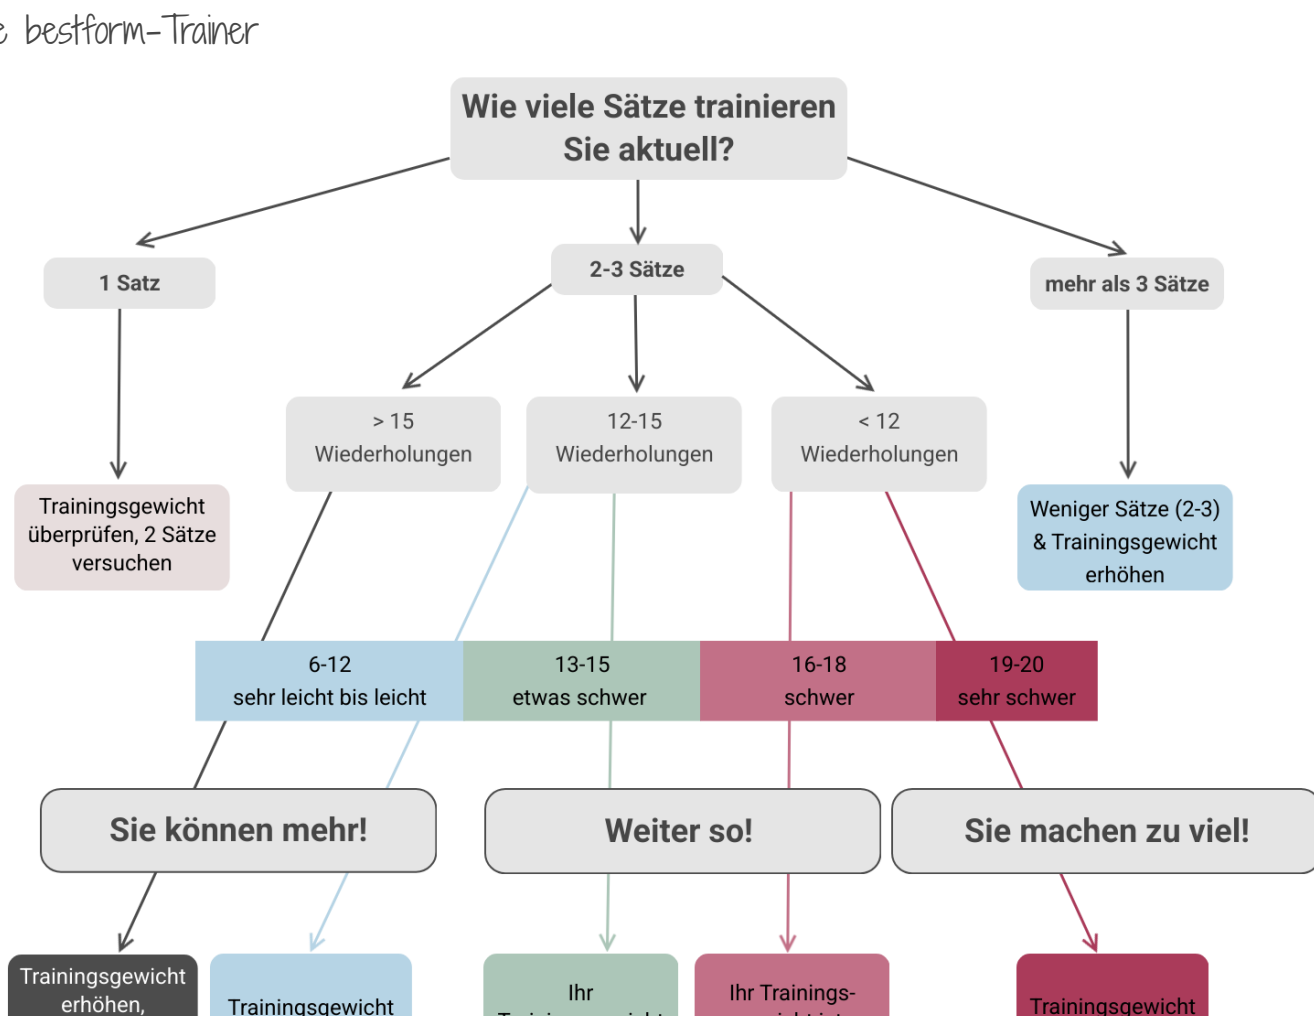 bestform-Trainer
Wie viele Sätze trainieren
Sie aktuell?
1 Satz
2-3 Sätze
mehr als 3 Sätze
> 15
Wiederholungen
12-15
Wiederholungen
< 12
Wiederholungen
Trainingsgewicht
überprüfen, 2 Sätze
versuchen
Weniger Sätze (2-3)
& Trainingsgewicht
erhöhen
6-12
sehr leicht bis leicht
13-15
etwas schwer
16-18
schwer
19-20
sehr schwer
Sie können mehr!
Weiter so!
Sie machen zu viel!
Trainingsgewicht
erhöhen,
Trainingsgewicht
Ihr
Ihr Trainings-
Trainingsgewicht